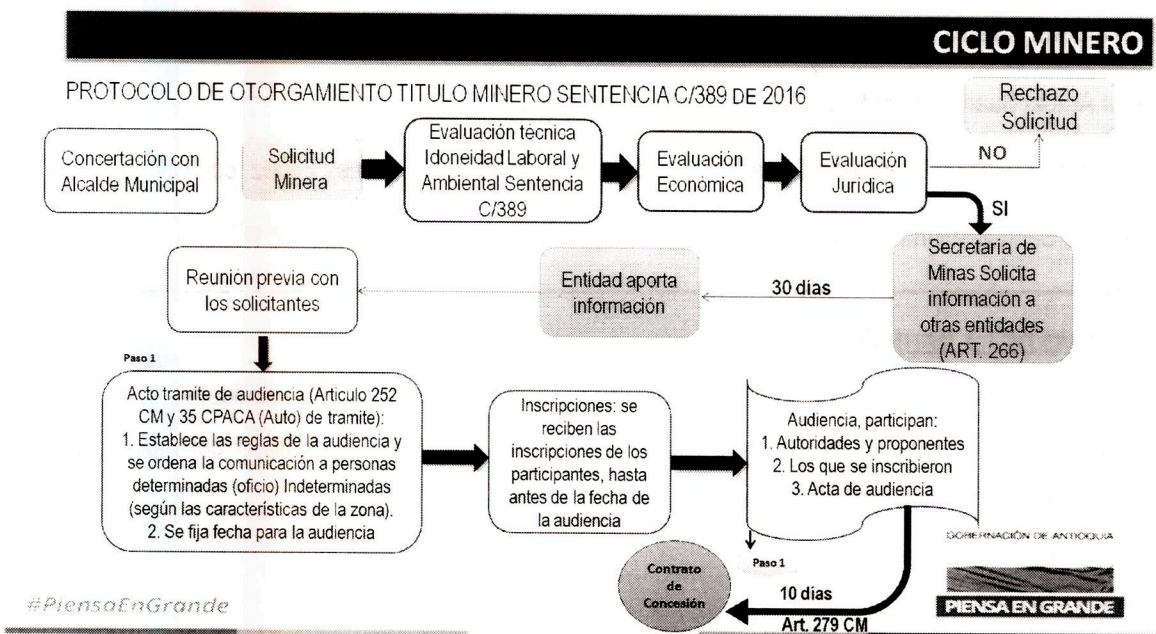 CICLO MINERO
PROTOCOLO DE OTORGAMIENTO TITULO MINERO SENTENCIA C/389 DE 2016
Concertación con
Alcalde Municipal
Solicitud
Minera
Evaluación técnica
Idoneidad Laboral y
Ambiental Sentencia
C/389
Evaluación
Económica
Evaluación
Jurídica
NO
Rechazo
Solicitud
SI
Secretaria de
Minas Solicita
información a
otras entidades
(ART. 266)
30 días
Entidad aporta
información
Reunión previa con
los solicitantes
Paso 1
Acto tramite de audiencia (Articulo 252
CM y 35 CPACA (Auto) de tramite):
1. Establece las reglas de la audiencia y
se ordena la comunicación a personas
determinadas (oficio) Indeterminadas
(según las características de la zona).
2. Se fija fecha para la audiencia
Inscripciones: se
reciben las
inscripciones de los
participantes, hasta
antes de la fecha de
la audiencia
Audiencia, participan:
1. Autoridades y proponentes
2. Los que se inscribieron
3. Acta de audiencia
Paso 1
Contrato
de
Concesión
10 días
Art. 279 CM
GOBERNACIÓN DE ANTIOQUIA
PIENSA EN GRANDE
#PiensaEnGrande